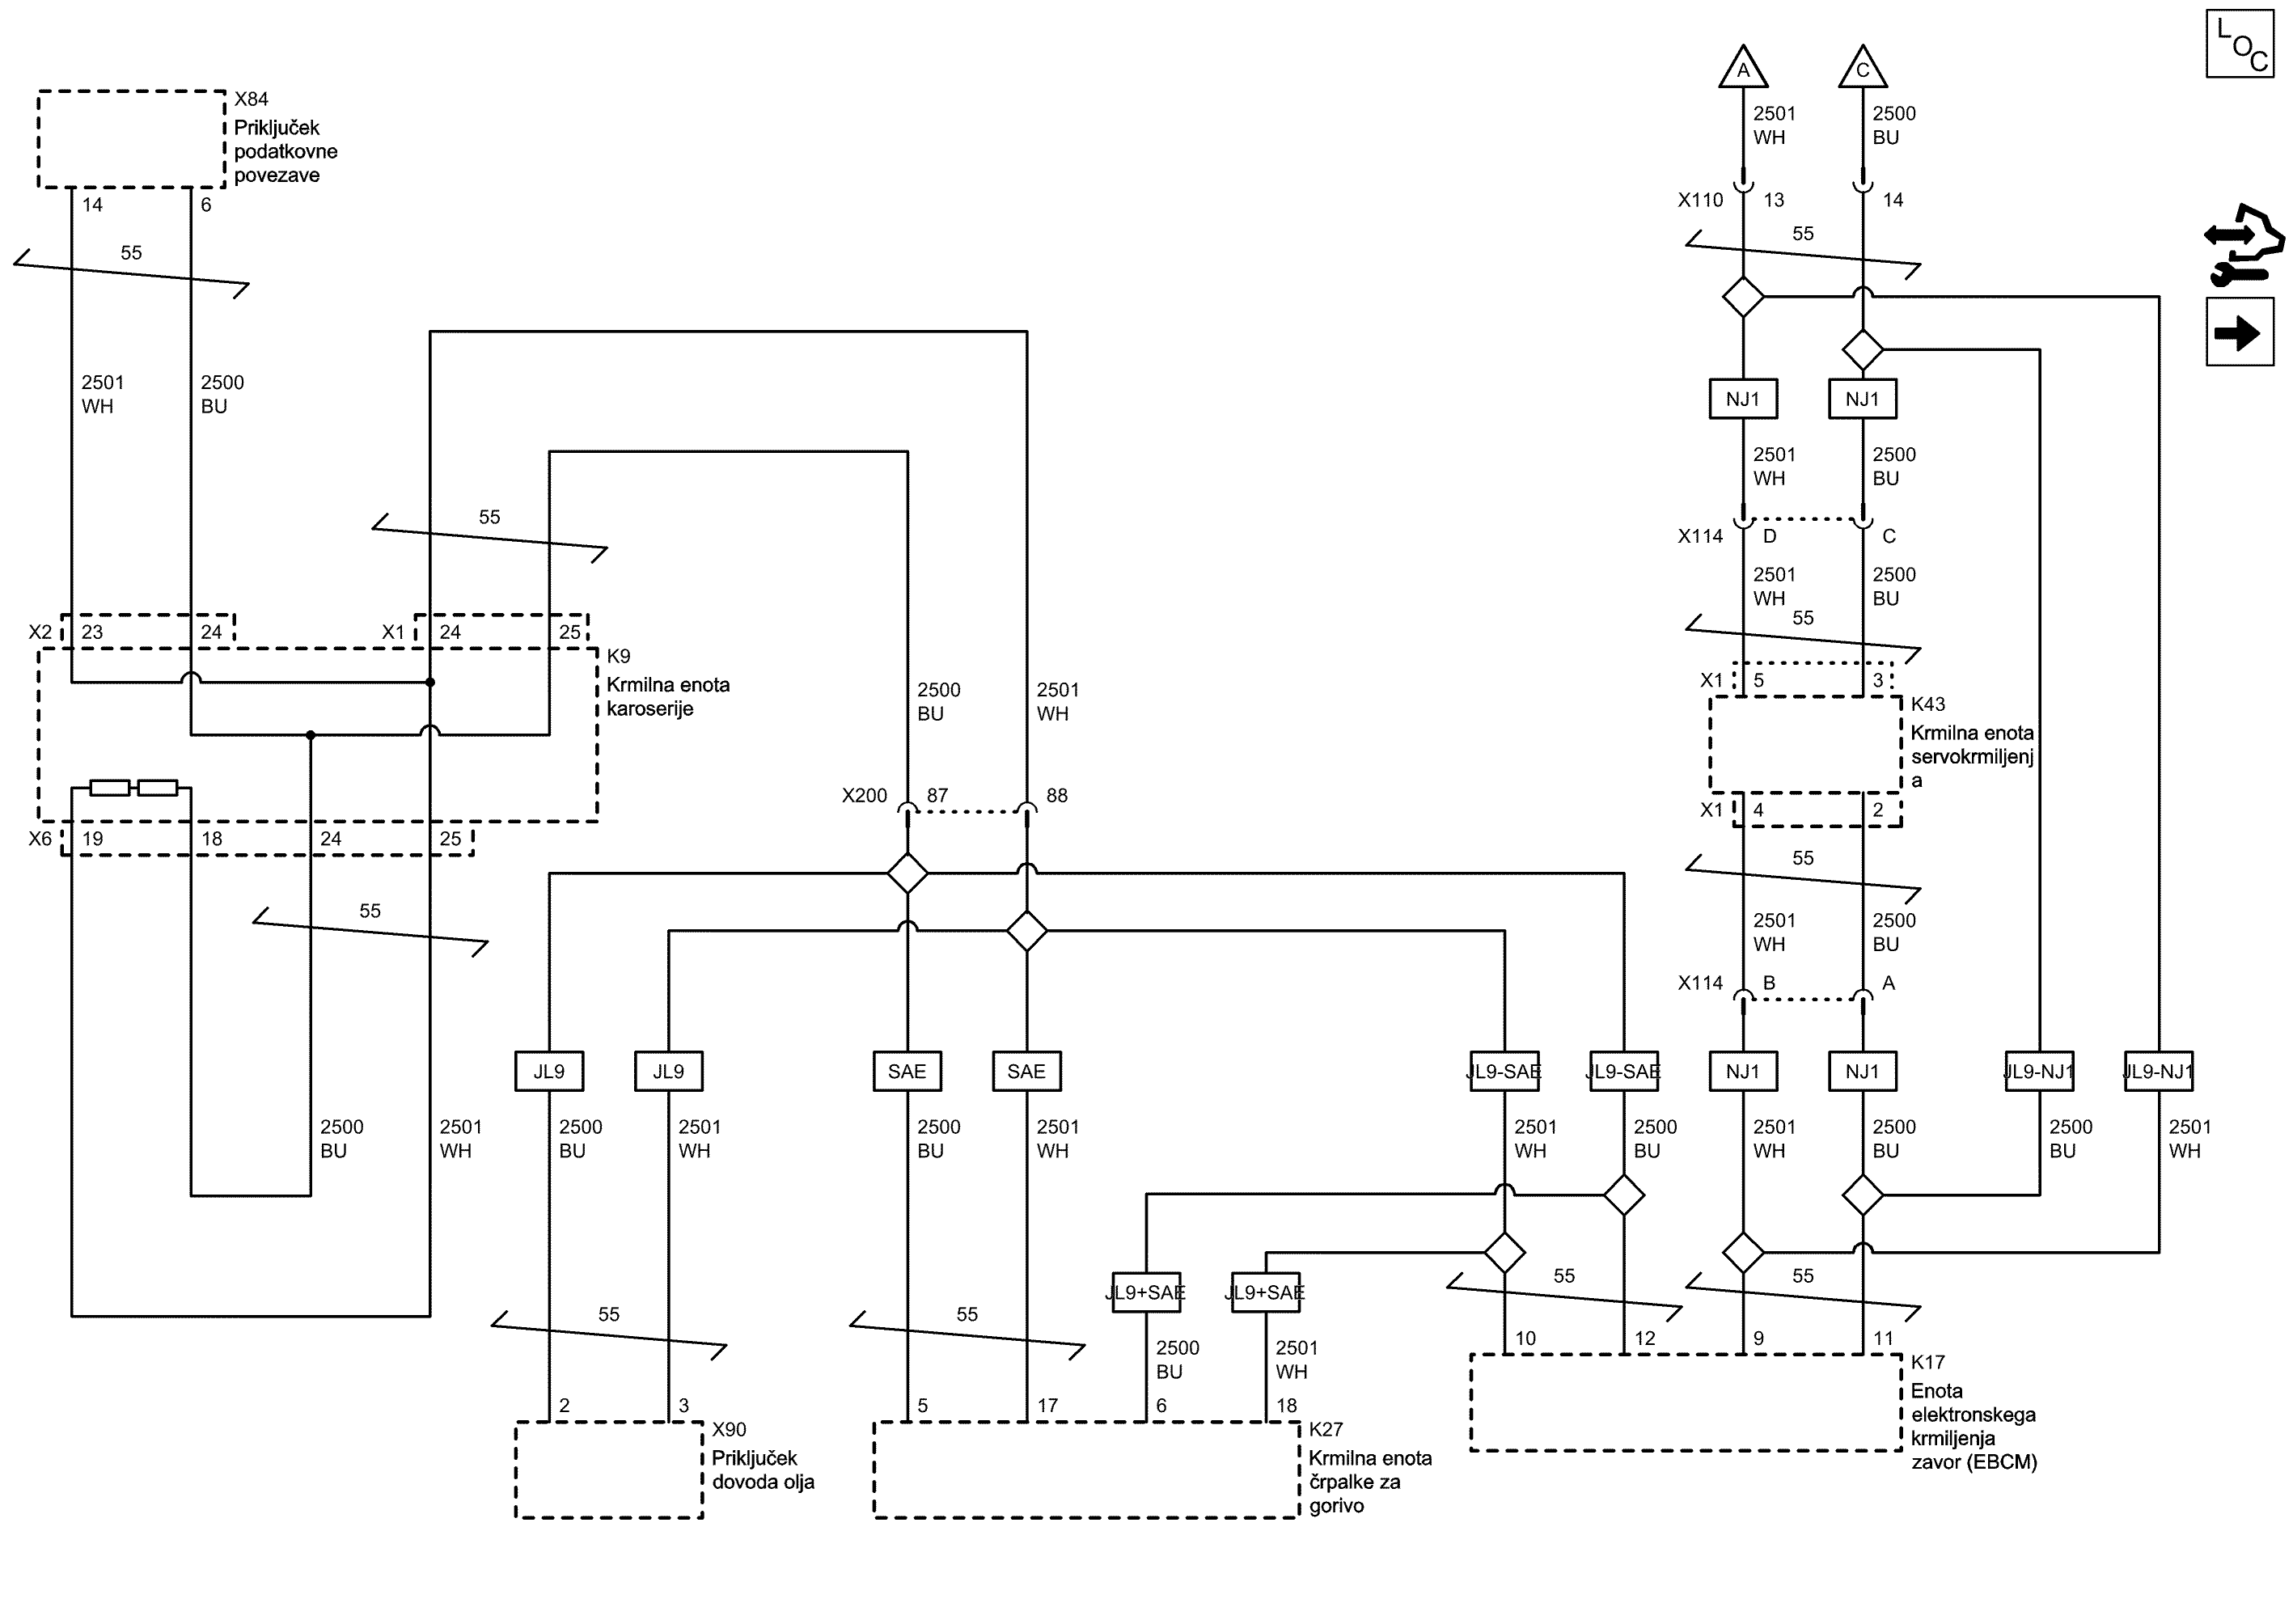 L
O
C
A
C
2501
WH
2500
BU
X84
Priključek
podatkovne
povezave
14
6
X110
13
14
55
55
2501
WH
2500
BU
NJ1
NJ1
2501
WH
2500
BU
55
X114
D
C
2501
WH
2500
BU
55
X2
23
24
X1
24
25
K9
Krmilna enota
karoserije
2500
BU
2501
WH
X1
5
3
K43
Krmilna enota
servokrmiljenj
a
X200
87
88
X1
4
2
X6
19
18
24
25
55
55
2501
WH
2500
BU
X114
B
A
JL9
JL9
SAE
SAE
JL9-SAE
JL9-SAE
NJ1
NJ1
JL9-NJ1
JL9-NJ1
2500
BU
2501
WH
2500
BU
2501
WH
2500
BU
2501
WH
2501
WH
2500
BU
2501
WH
2500
BU
2500
BU
2501
WH
JL9+SAE
JL9+SAE
55
55
55
55
2500
BU
2501
WH
10
12
9
11
K17
Enota
elektronskega
krmiljenja
zavor (EBCM)
2
3
5
17
6
18
X90
Priključek
dovoda olja
K27
Krmilna enota
črpalke za
gorivo